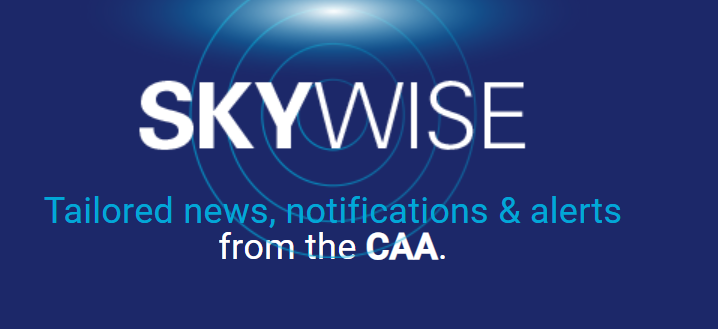 SKYWISE
Tailored news, notifications & alerts
from the CAA.